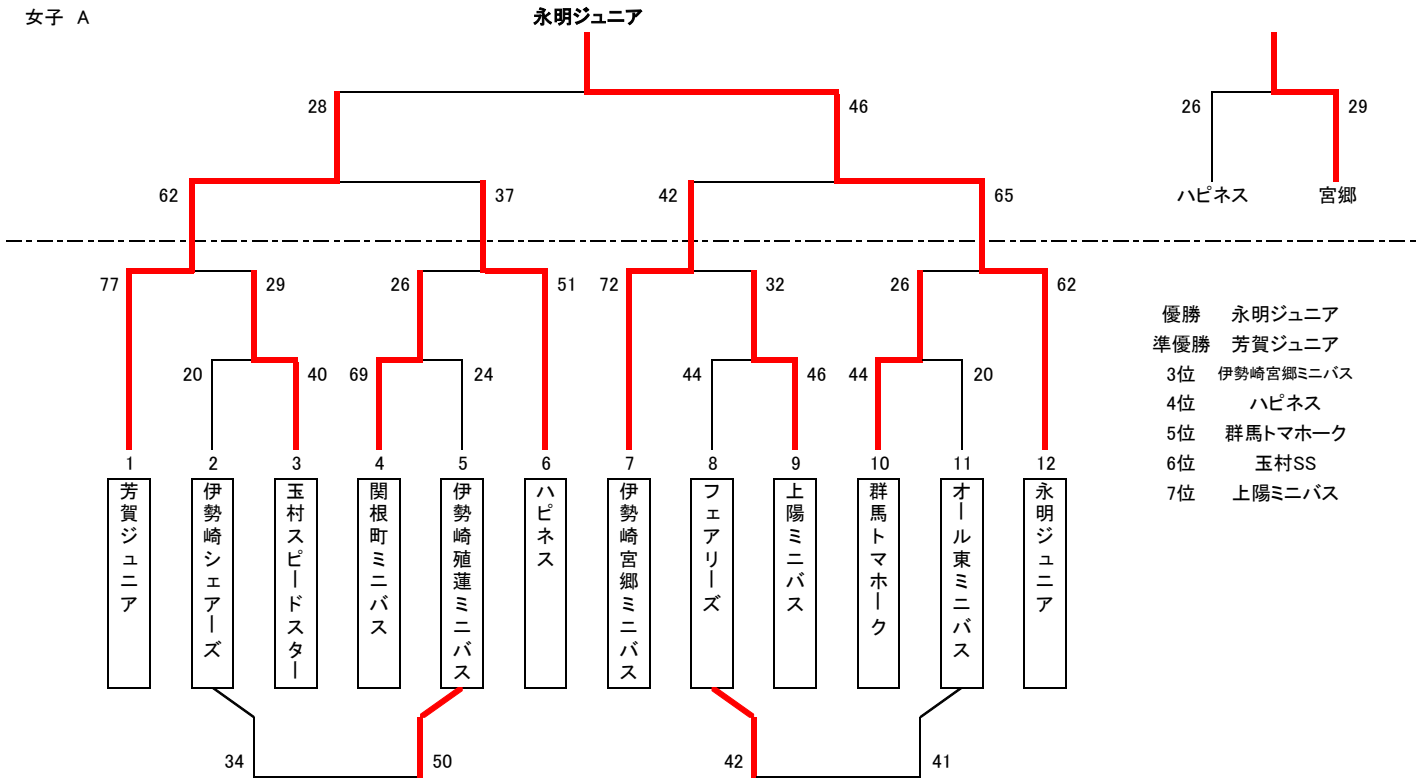 女子 A
永明ジュニア
28
46
26
29
62
37
42
65
ハピネス
宮郷
77
29
26
51
72
32
26
62
優勝 永明ジュニア
準優勝 芳賀ジュニア
3位 伊勢崎宮郷ミニバス
4位 ハピネス
5位 群馬トマホーク
6位 玉村SS
7位 上陽ミニバス
20
40
69
24
44
46
44
20
1
2
3
4
5
6
7
8
9
10
11
12
芳賀ジュニア
伊勢崎シェアーズ
玉村スピードスター
関根町ミニバス
伊勢崎殖蓮ミニバス
ハピネス
伊勢崎宮郷ミニバス
フェアリーズ
上陽ミニバス
群馬トマホーク
オール東ミニバス
永明ジュニア
34
50
42
41